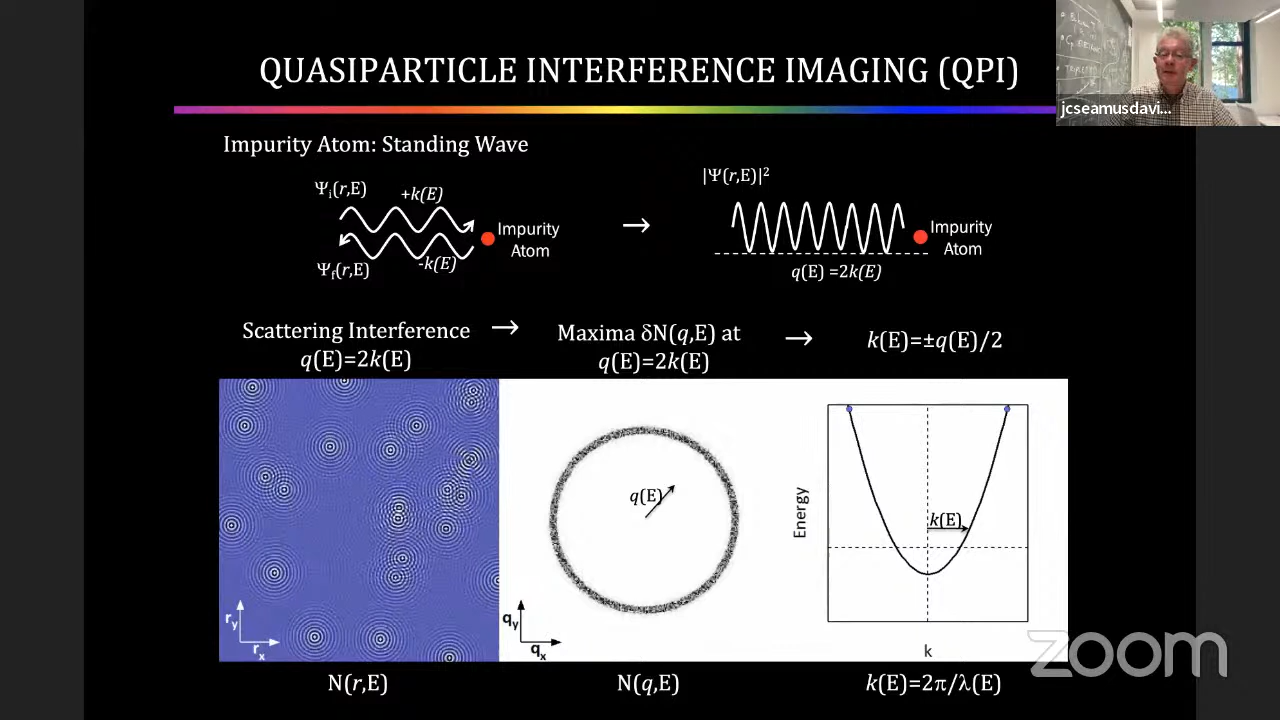 QUASIPARTICLE INTERFERENCE IMAGING (QPI)
jcseamusdavi...
Impurity Atom: Standing Wave
Ψi(r,E)
+k(E)
Impurity
Atom
Ψf(r,E)
-k(E)
→
|Ψ(r,E)|²
Impurity
Atom
q(E) =2k(E)
Scattering Interference
q(E)=2k(E)
→
Maxima δN(q,E) at
q(E)=2k(E)
→
k(E)=±q(E)/2
ry
rx
N(r,E)
q(E)
qy
qx
N(q,E)
Energy
k(E)
k
k(E)=2π/λ(E)
zoom